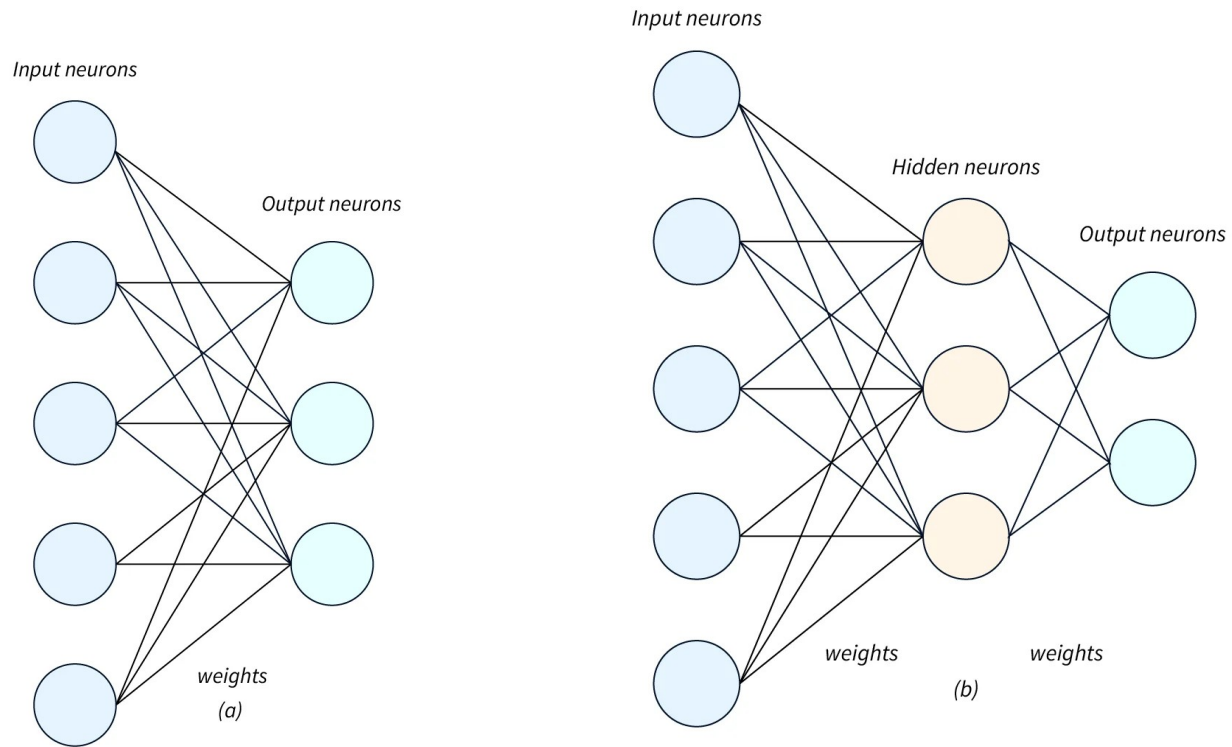 Input neurons
Output neurons
weights
(a)
Input neurons
Hidden neurons
Output neurons
weights
weights
(b)